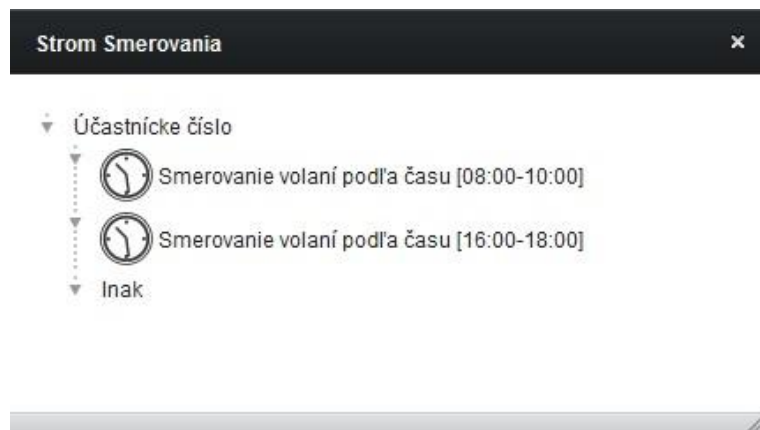 Strom Smerovania
Účastnícke číslo
Smerovanie volaní podľa času [08:00-10:00]
Smerovanie volaní podľa času [16:00-18:00]
Inak